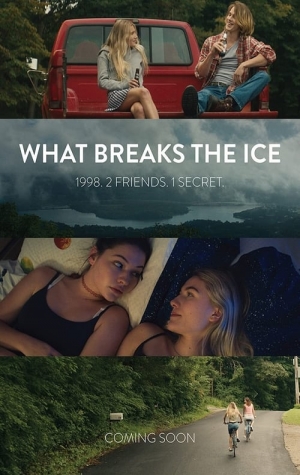 WHAT BREAKS THE ICE
1998. 2 FRIENDS. 1 SECRET.
COMING SOON